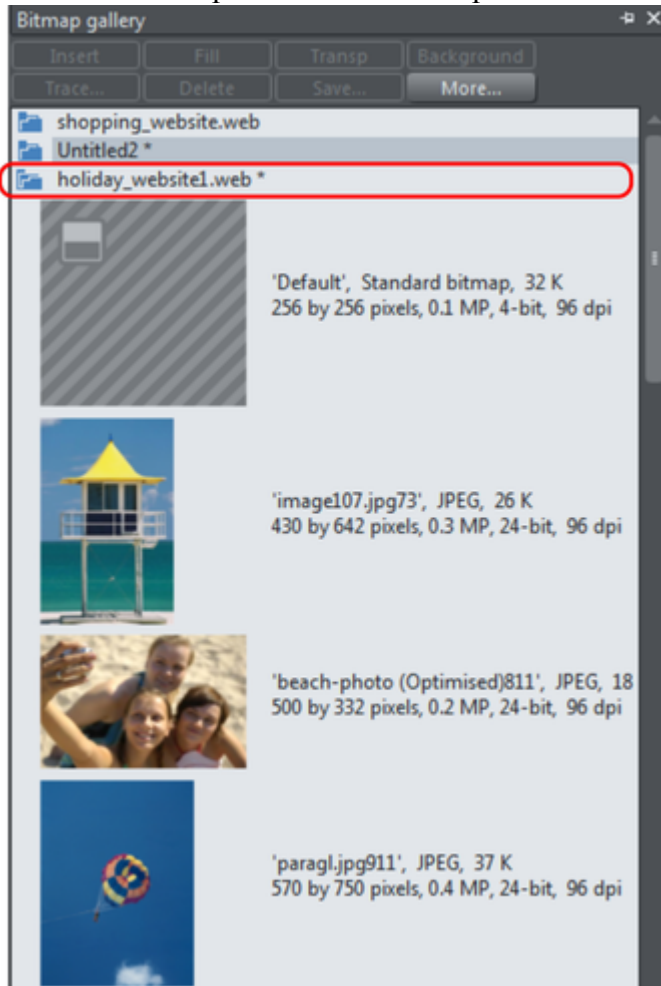 Bitmap gallery
Insert Fill Transp Background
Trace... Delete Save... More...
shopping_website.web
Untitled2 *
holiday_website1.web *
'Default', Standard bitmap, 32 K
256 by 256 pixels, 0.1 MP, 4-bit, 96 dpi
'image107.jpg73', JPEG, 26 K
430 by 642 pixels, 0.3 MP, 24-bit, 96 dpi
'beach-photo (Optimised)811', JPEG, 18
500 by 332 pixels, 0.2 MP, 24-bit, 96 dpi
'paragl.jpg911', JPEG, 37 K
570 by 750 pixels, 0.4 MP, 24-bit, 96 dpi